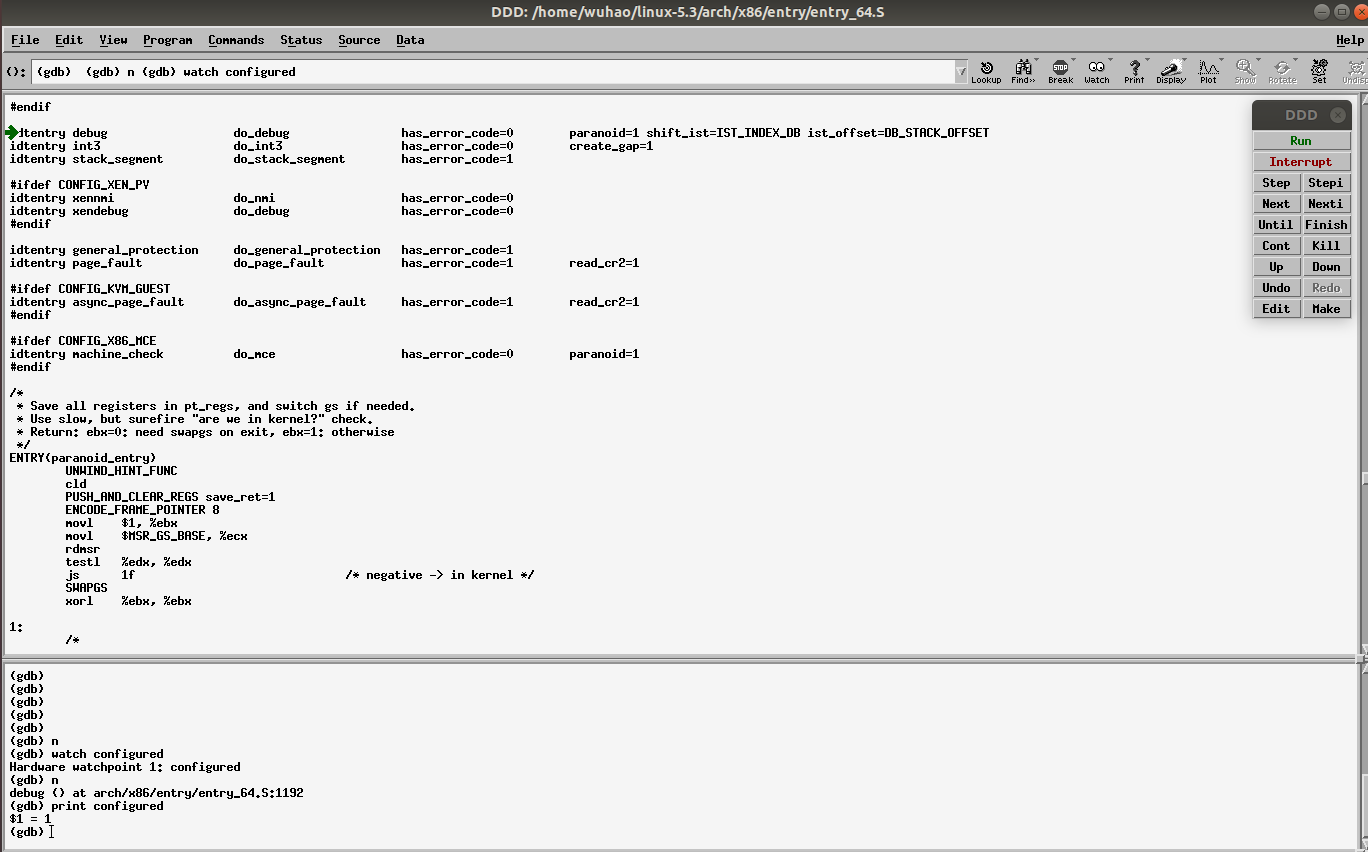 DDD: /home/wuhao/linux-5.3/arch/x86/entry/entry_64.S
File Edit View Program Commands Status Source Data Help
(): (gdb)  (gdb) n (gdb) watch configured
Lookup Find>> Break Watch Print Display Plot Show Rotate Set Undisp
#endif
idtentry debug do_debug has_error_code=0 paranoid=1 shift_ist=IST_INDEX_DB ist_offset=DB_STACK_OFFSET
idtentry int3 do_int3 has_error_code=0 create_gap=1
idtentry stack_segment do_stack_segment has_error_code=1
#ifdef CONFIG_XEN_PV
idtentry xennmi do_nmi has_error_code=0
idtentry xendebug do_debug has_error_code=0
#endif
idtentry general_protection do_general_protection has_error_code=1
idtentry page_fault do_page_fault has_error_code=1 read_cr2=1
#ifdef CONFIG_KVM_GUEST
idtentry async_page_fault do_async_page_fault has_error_code=1 read_cr2=1
#endif
#ifdef CONFIG_X86_MCE
idtentry machine_check do_mce has_error_code=0 paranoid=1
#endif
/*
* Save all registers in pt_regs, and switch gs if needed.
* Use slow, but surefire "are we in kernel?" check.
* Return: ebx=0: need swapgs on exit, ebx=1: otherwise
*/
ENTRY(paranoid_entry)
UNWIND_HINT_FUNC
cld
PUSH_AND_CLEAR_REGS save_ret=1
ENCODE_FRAME_POINTER 8
movl $1, %ebx
movl $MSR_GS_BASE, %ecx
rdmsr
testl %edx, %edx
js 1f /* negative -> in kernel */
SWAPGS
xorl %ebx, %ebx
1:
/*
DDD
Run
Interrupt
Step Stepi
Next Nexti
Until Finish
Cont Kill
Up Down
Undo Redo
Edit Make
(gdb)
(gdb)
(gdb)
(gdb)
(gdb)
(gdb) n
(gdb) watch configured
Hardware watchpoint 1: configured
(gdb) n
debug () at arch/x86/entry/entry_64.S:1192
(gdb) print configured
$1 = 1
(gdb)